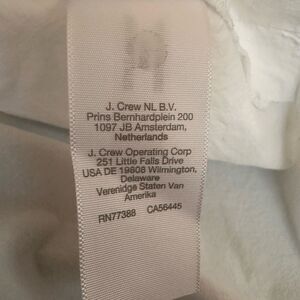 J. Crew NL B.V.
Prins Bernhardplein 200
1097 JB Amsterdam,
Netherlands
J. Crew Operating Corp
251 Little Falls Drive
USA DE 19808 Wilmington,
Delaware
Verenidge Staten Van
Amerika
RN77388 CA56445